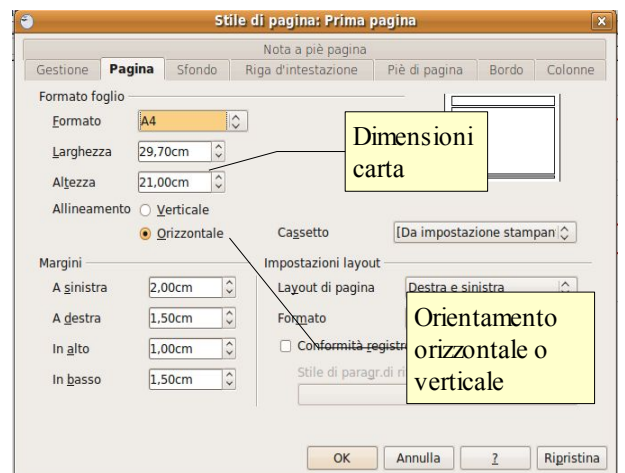 Stile di pagina: Prima pagina
Nota a piè pagina
Gestione Pagina Sfondo Riga d'intestazione Piè di pagina Bordo Colonne
Formato foglio
Formato A4
Larghezza 29,70cm
Altezza 21,00cm
Dimensioni
carta
Allineamento Verticale
Orizzontale Cassetto [Da impostazione stampan
Margini Impostazioni layout
A sinistra 2,00cm Layout di pagina Destra e sinistra
A destra 1,50cm Formato
In alto 1,00cm Conformità registro
In basso 1,50cm Stile di paragr.di ri
Orientamento
orizzontale o
verticale
OK Annulla ? Ripristina